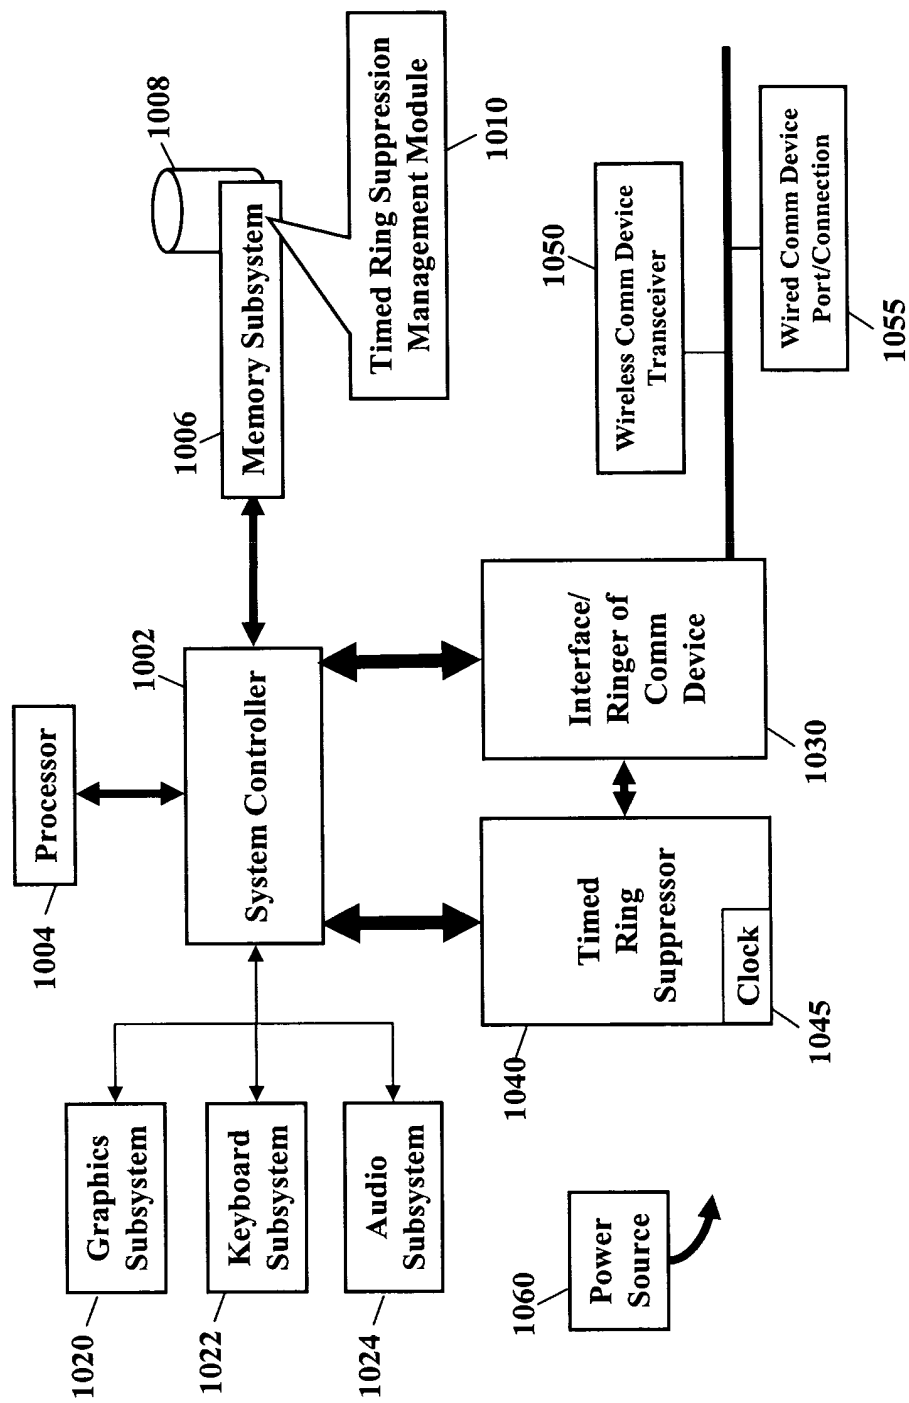 1004
Processor
1002
System Controller
1006
Memory Subsystem
1008
Timed Ring Suppression
Management Module
1010
1020
Graphics
Subsystem
1022
Keyboard
Subsystem
1024
Audio
Subsystem
1040
Timed
Ring
Suppressor
Clock
1045
Interface/
Ringer of
Comm
Device
1030
1050
Wireless Comm Device
Transceiver
Wired Comm Device
Port/Connection
1055
1060
Power
Source